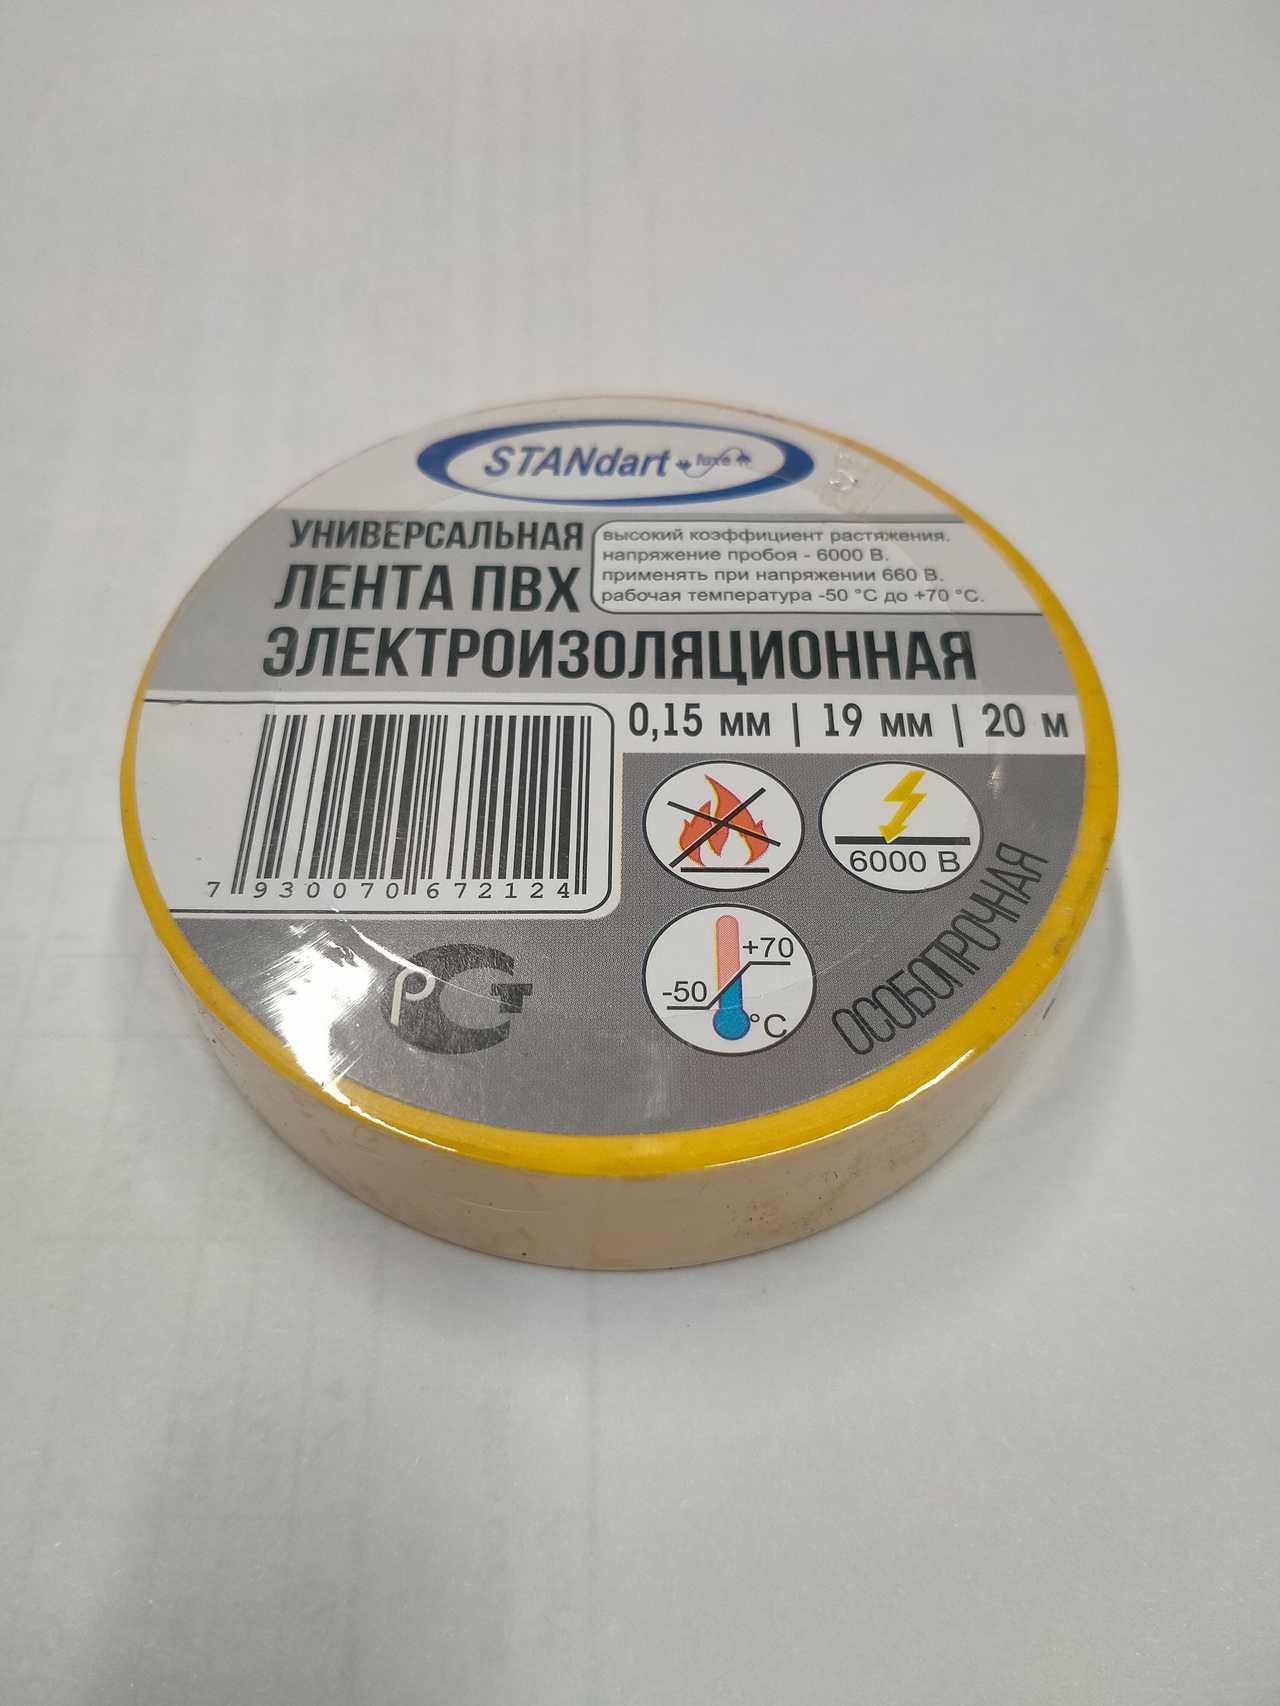 STANdart luxe
УНИВЕРСАЛЬНАЯ
ЛЕНТА ПВХ
ЭЛЕКТРОИЗОЛЯЦИОННАЯ
высокий коэффициент растяжения.
напряжение пробоя - 6000 В.
применять при напряжении 660 В.
рабочая температура -50 °С до +70 °С.
0,15 мм | 19 мм | 20 м
7 930070 672124
6000 В
+70
-50
°C
ОСОБОПРОЧНАЯ
РСТ